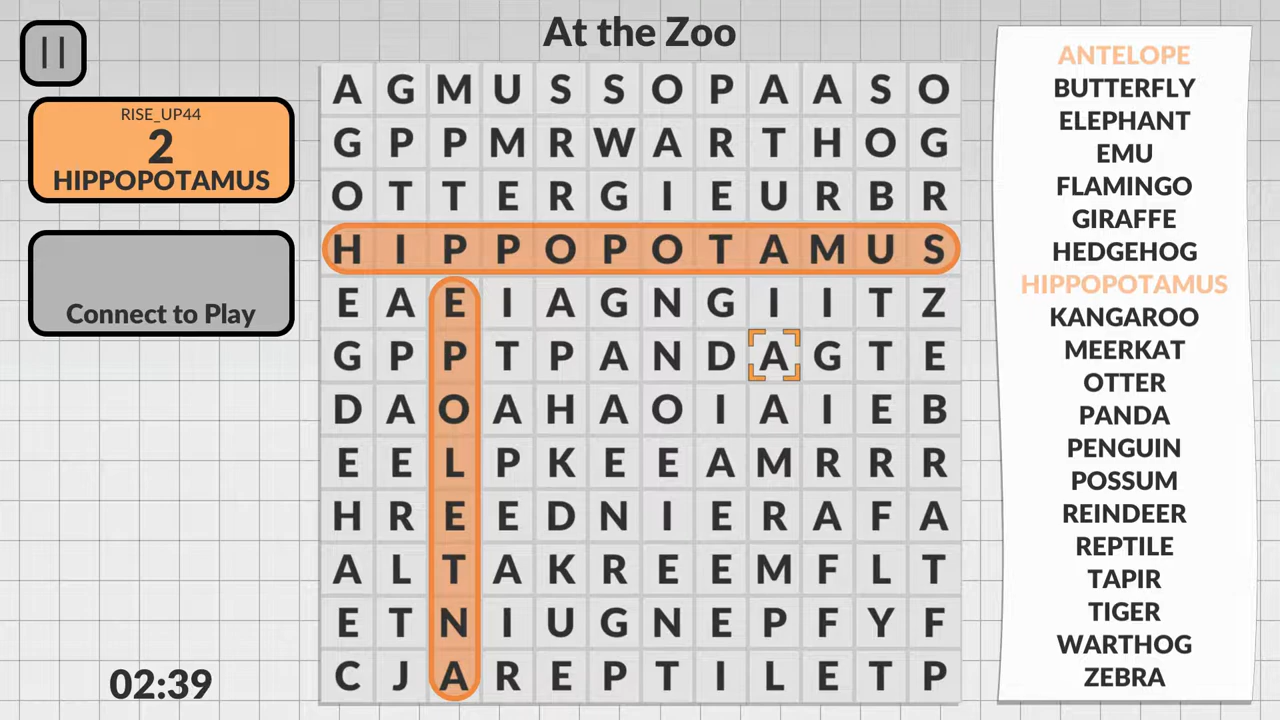 At the Zoo
RISE_UP44
2
HIPPOPOTAMUS
Connect to Play
02:39
A G M U S S O P A A S O
G P P M R W A R T H O G
O T T E R G I E U R B R
H I P P O P O T A M U S
E A E I A G N G I I T Z
G P P T P A N D A G T E
D A O A H A O I A I E B
E E L P K E E A M R R R
H R E E D N I E R A F A
A L T A K R E E M F L T
E T N I U G N E P F Y F
C J A R E P T I L E T P
ANTELOPE
BUTTERFLY
ELEPHANT
EMU
FLAMINGO
GIRAFFE
HEDGEHOG
HIPPOPOTAMUS
KANGAROO
MEERKAT
OTTER
PANDA
PENGUIN
POSSUM
REINDEER
REPTILE
TAPIR
TIGER
WARTHOG
ZEBRA